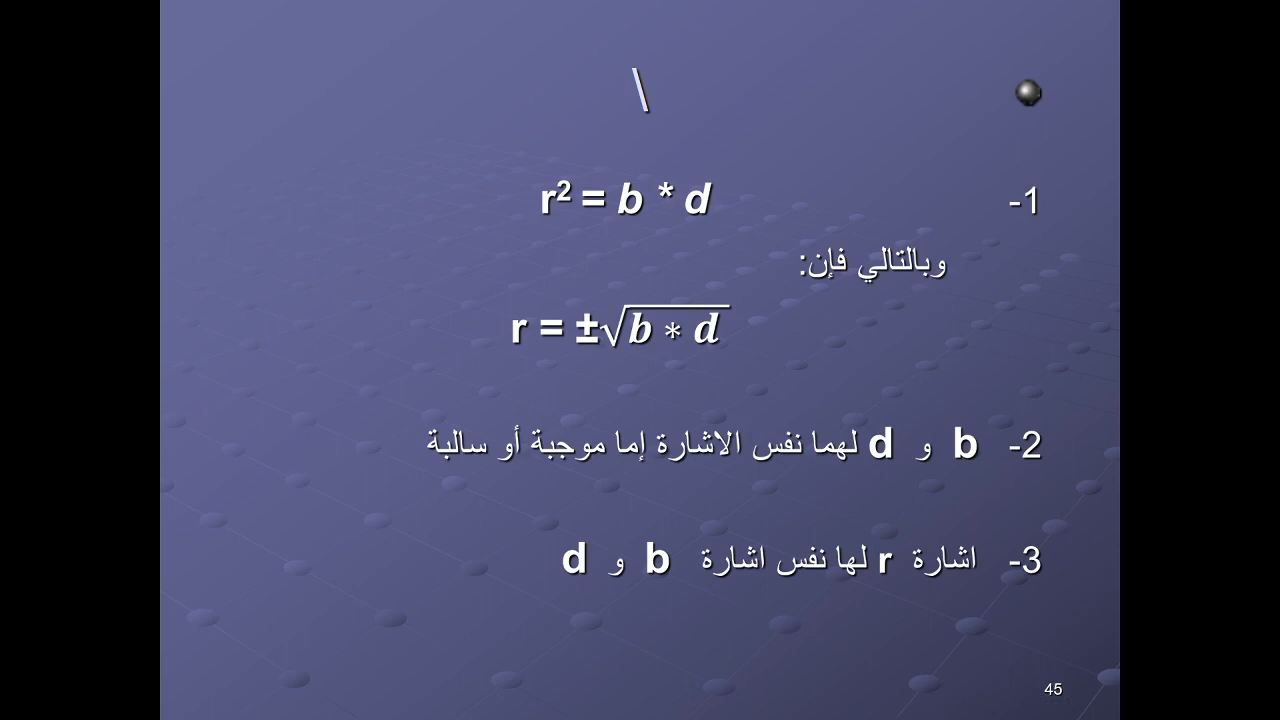 \
1- r² = b * d
وبالتالي فإن:
r = ±√b ∗ d
2- b و d لهما نفس الاشارة إما موجبة أو سالبة
3- اشارة r لها نفس اشارة b و d
45